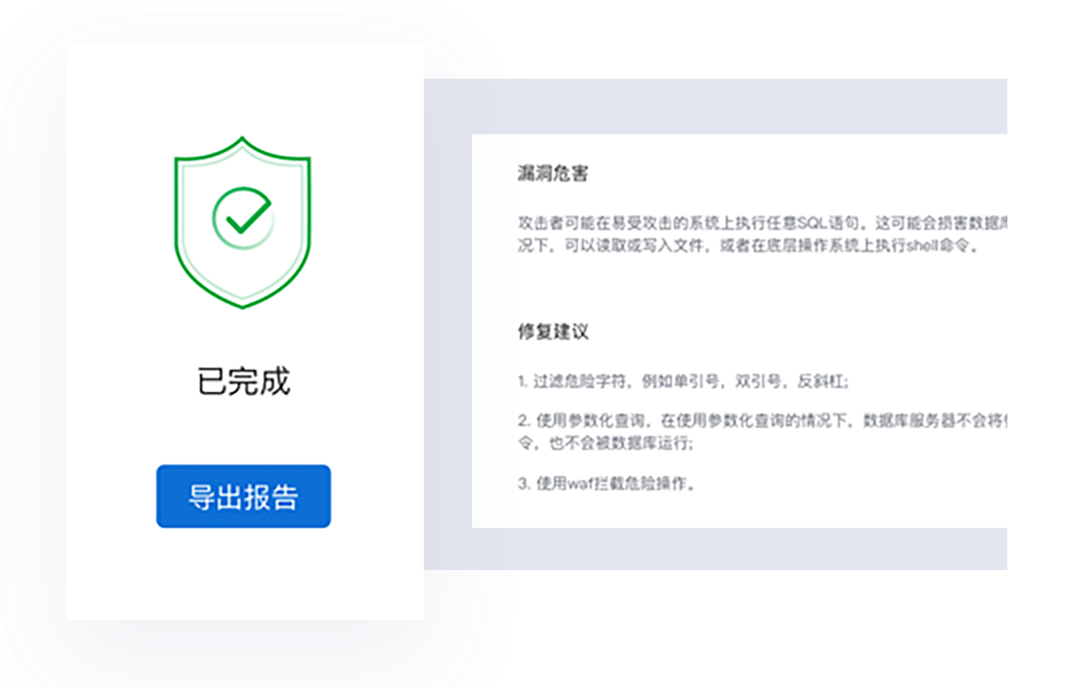 已完成
导出报告
漏洞危害
攻击者可能在易受攻击的系统上执行任意SQL语句，这可能会损害数据
况下，可以读取或写入文件，或者在底层操作系统上执行shell命令。
修复建议
1. 过滤危险字符，例如单引号，双引号，反斜杠;
2. 使用参数化查询，在使用参数化查询的情况下，数据库服务器不会将
令，也不会被数据库运行;
3. 使用waf拦截危险操作。